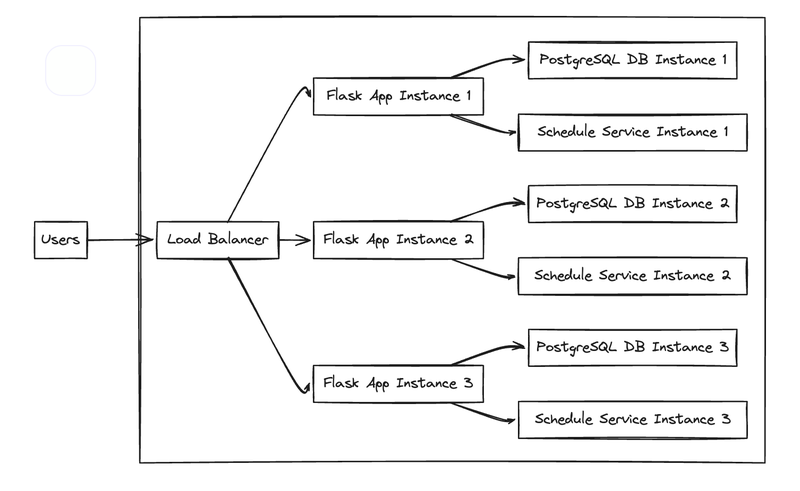 PostgreSQL DB Instance 1
Flask App Instance 1
Schedule Service Instance 1
PostgreSQL DB Instance 2
Users
Load Balancer
Flask App Instance 2
Schedule Service Instance 2
PostgreSQL DB Instance 3
Flask App Instance 3
Schedule Service Instance 3